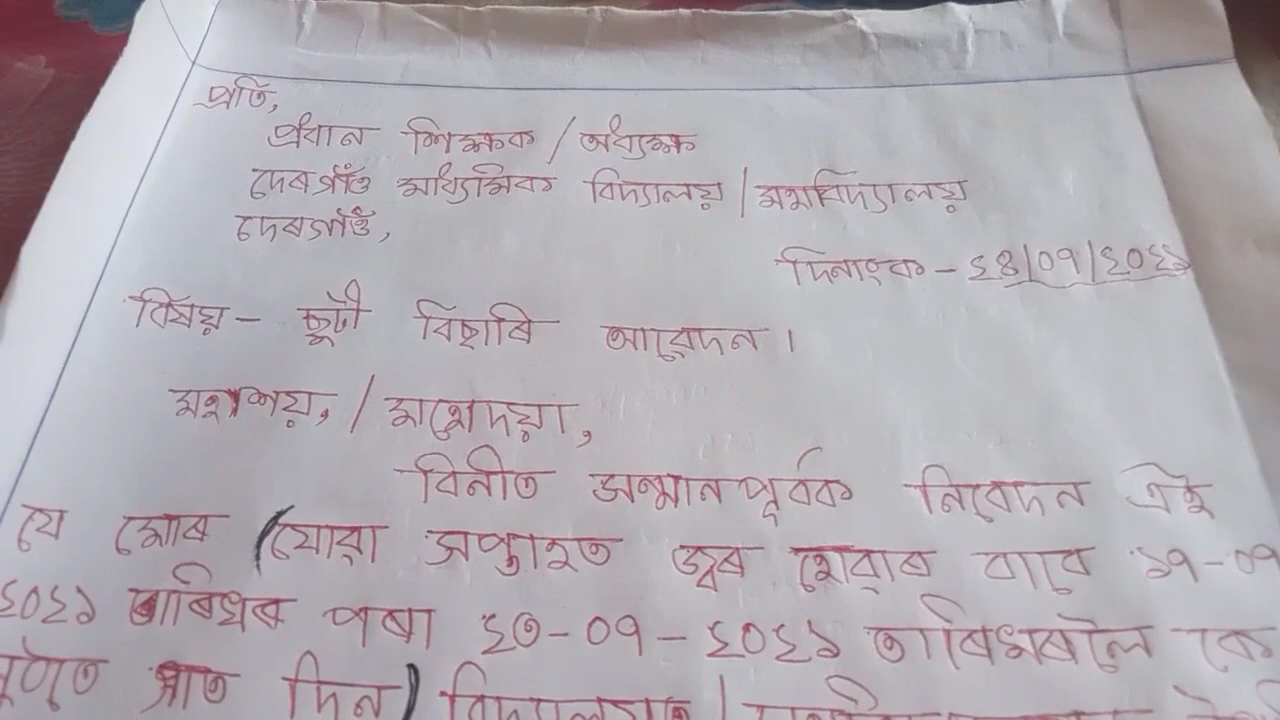 প্ৰতি,
প্ৰধান শিক্ষক / অধ্যক্ষ
দেৰগাঁও মাধ্যমিক বিদ্যালয় / মহাবিদ্যালয়
দেৰগাঁও,
দিনাংক - ২৪/০৭/২০২১
বিষয় - ছুটী বিচাৰি আবেদন ।
মহাশয়, / মহোদয়া,
বিনীত সন্মানপূৰ্বক নিবেদন এই
যে মোৰ (যোৱা সপ্তাহত জ্বৰ হোৱাৰ বাবে ১৭-০৭
২০২১ তাৰিখৰ পৰা ২৩-০৭-২০২১ তাৰিখলৈ
সাত দিন)